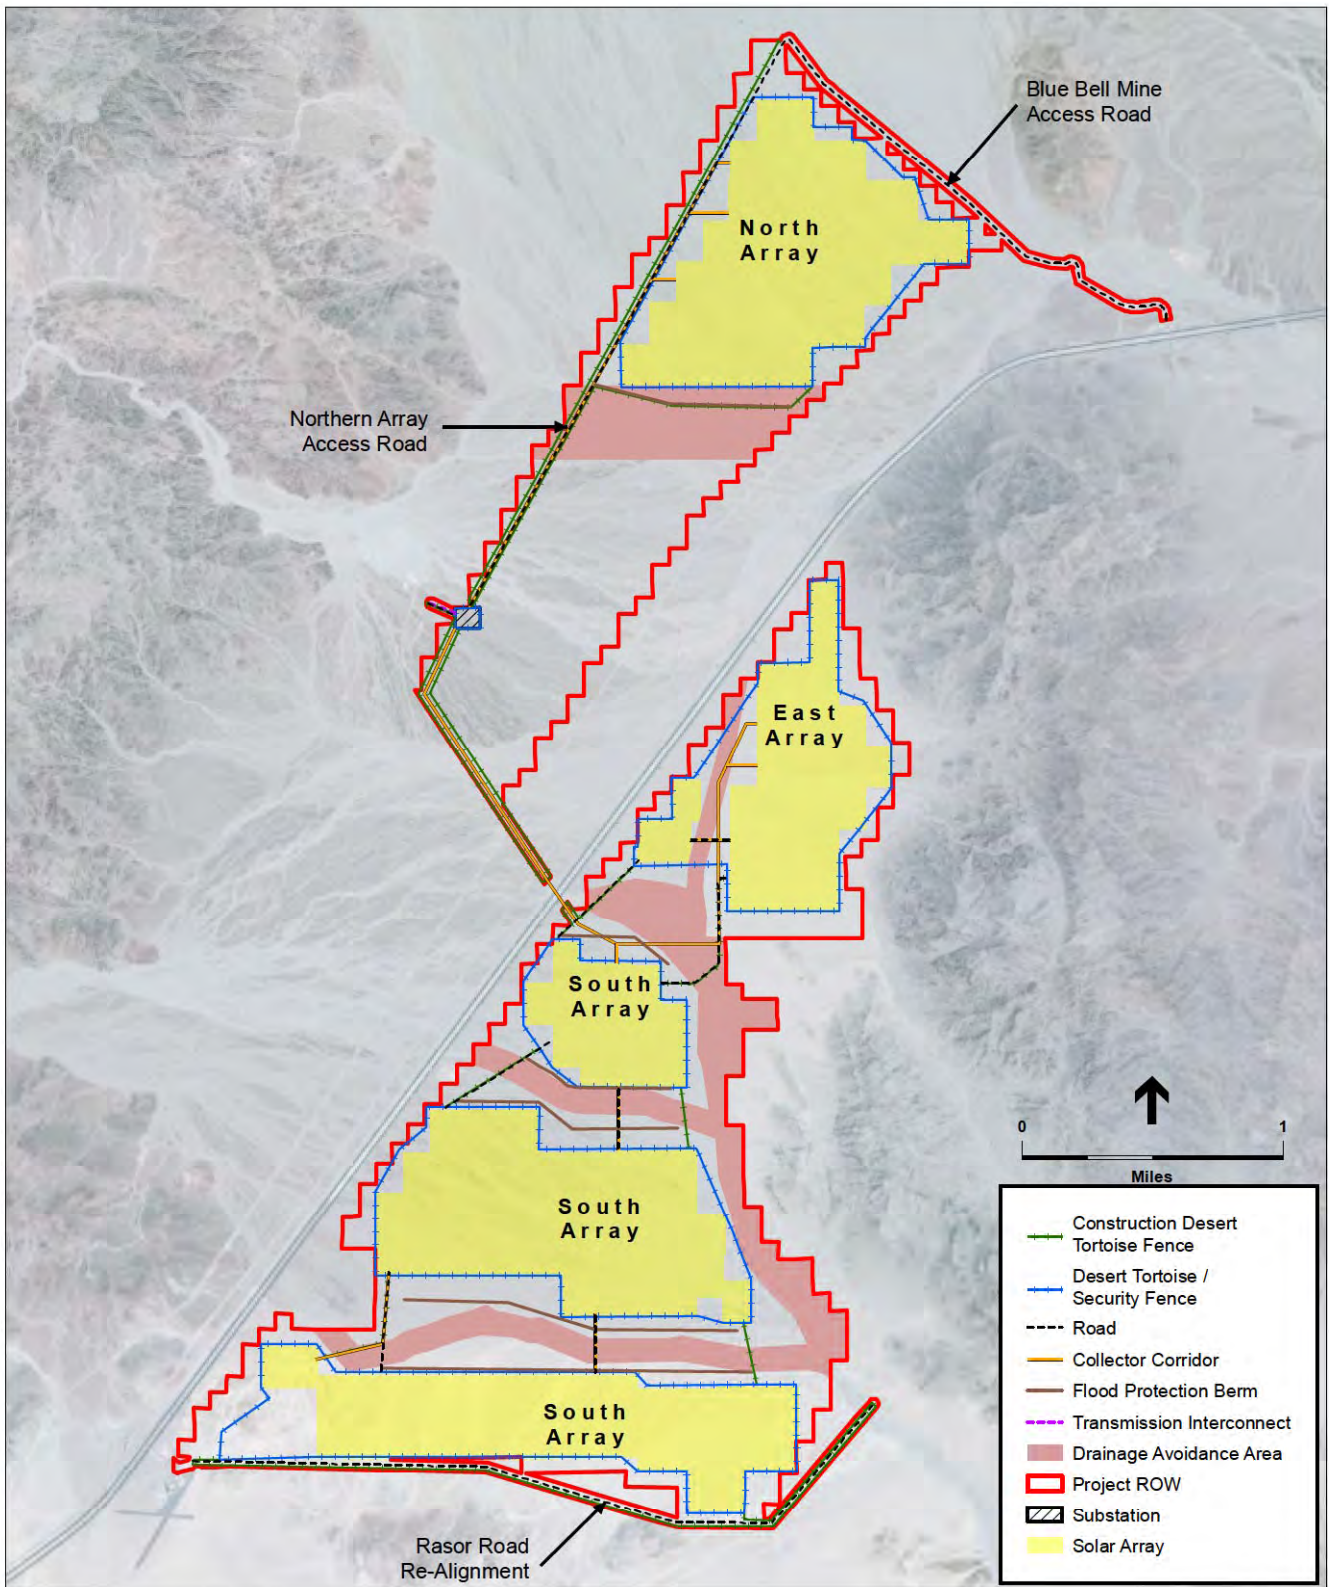 Blue Bell Mine
Access Road
North
Array
Northern Array
Access Road
East
Array
South
Array
South
Array
South
Array
Rasor Road
Re-Alignment
0 1
Miles
Construction Desert
Tortoise Fence
Desert Tortoise /
Security Fence
Road
Collector Corridor
Flood Protection Berm
Transmission Interconnect
Drainage Avoidance Area
Project ROW
Substation
Solar Array